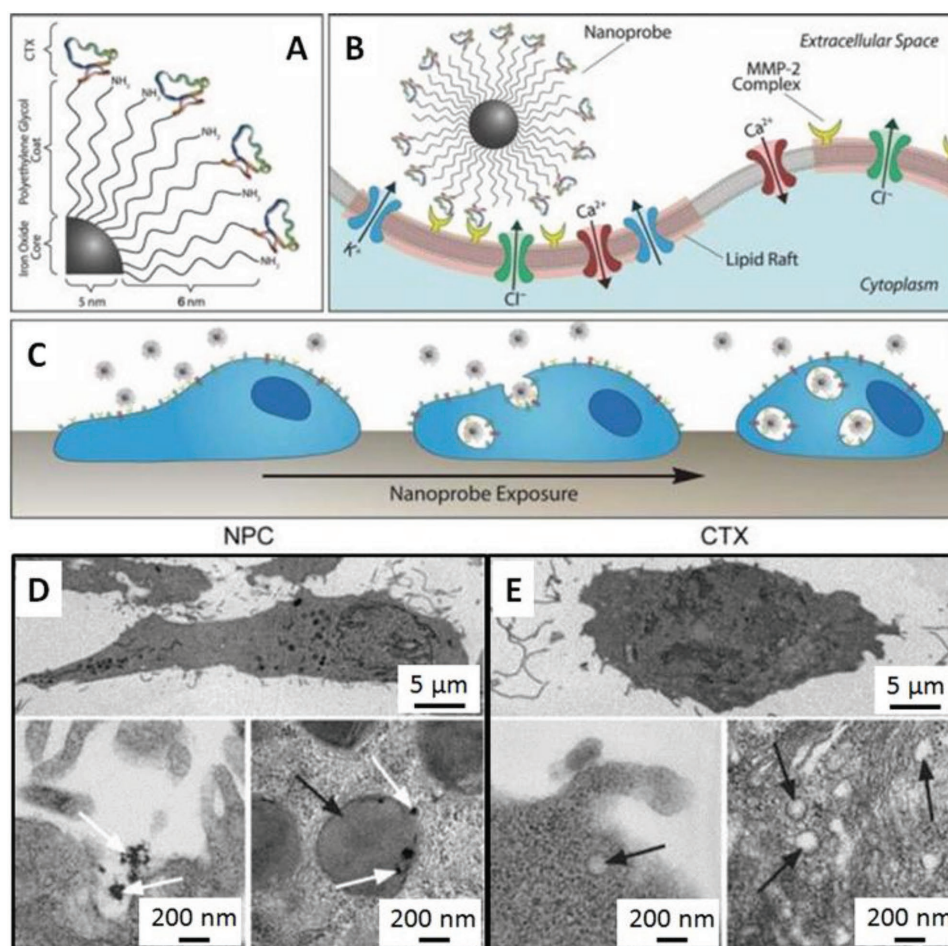 A
CTX
Polyethylene Glycol
Coat
Iron Oxide
Core
NH₂
NH₂
NH₂
NH₂
NH₂
5 nm
6 nm
B
Nanoprobe
Extracellular Space
MMP-2
Complex
Ca²⁺
Cl⁻
K⁺
Ca²⁺
Cl⁻
Lipid Raft
Cytoplasm
C
Nanoprobe Exposure
NPC
CTX
D
5 µm
200 nm
200 nm
E
5 µm
200 nm
200 nm